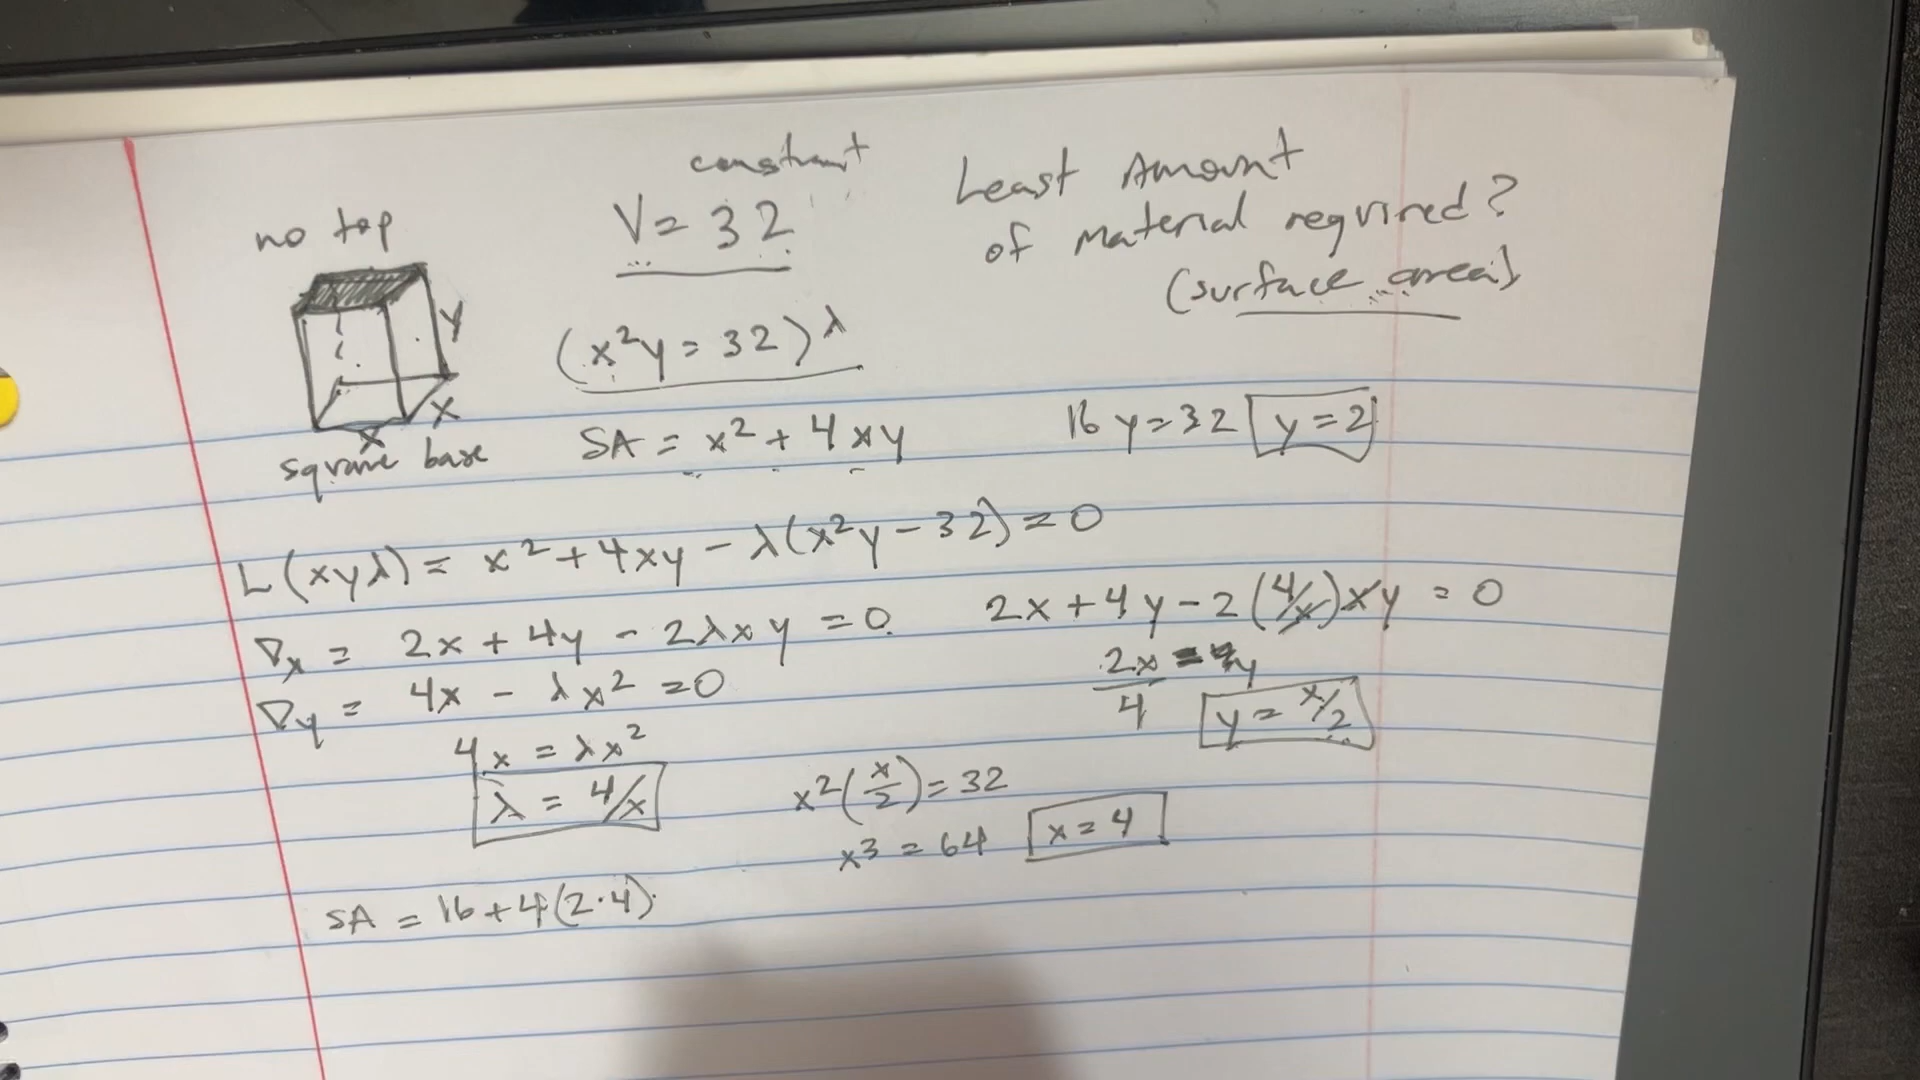 constraint
V = 32
Least Amount
of material required?
(surface area)
no top
y
x
x
square base
(x²y = 32)λ
SA = x² + 4xy
16y = 32 y = 2
L(xyλ) = x² + 4xy - λ(x²y - 32) = 0
∇x = 2x + 4y - 2λxy = 0
2x + 4y - 2(4/x)xy = 0
∇y = 4x - λx² = 0
2x = 4y
4
y = x/2
4x = λx²
λ = 4/x
x²(x/2) = 32
x³ = 64 x = 4
SA = 16 + 4(2·4)